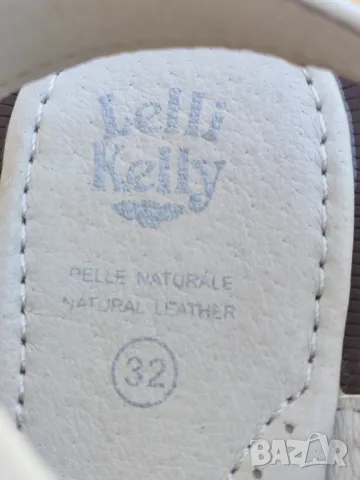 Lelli
Kelly
PELLE NATURALE
NATURAL LEATHER
32
BAZAR